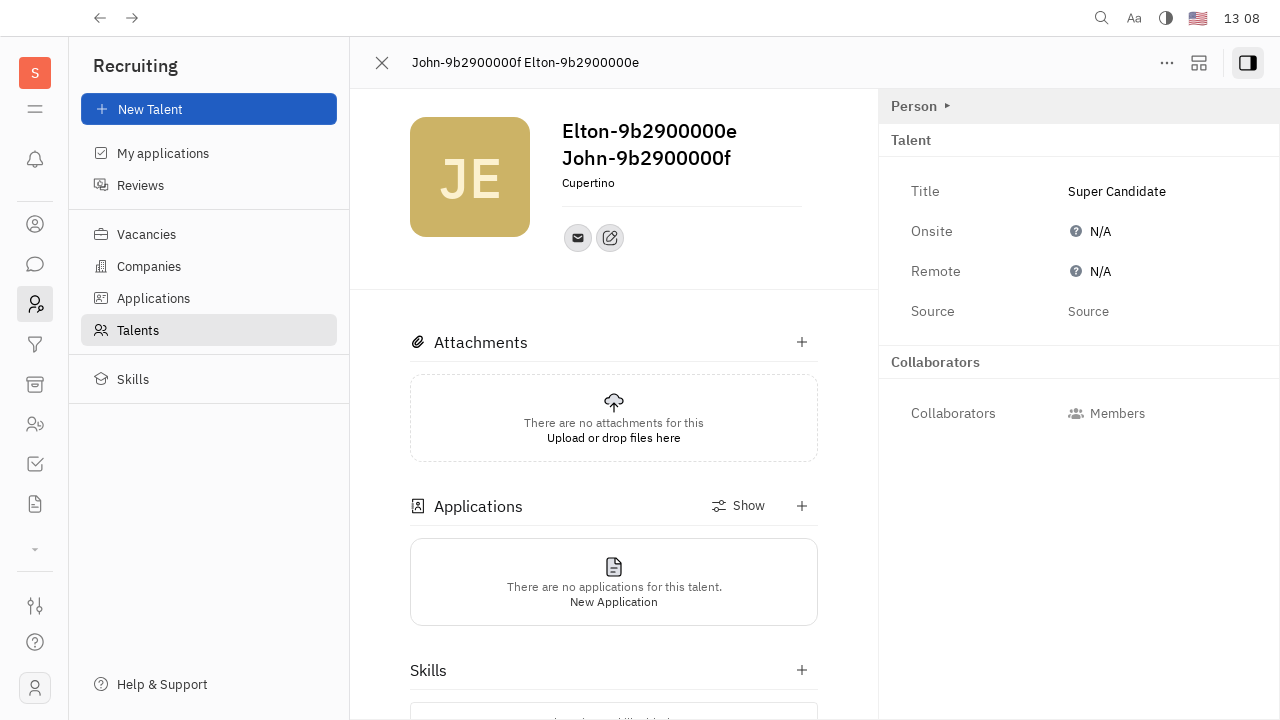 Aa
13 08
S
Recruiting
New Talent
My applications
Reviews
Vacancies
Companies
Applications
Talents
Skills
Help & Support
John-9b2900000f Elton-9b2900000e
JE
Elton-9b2900000e
John-9b2900000f
Cupertino
Attachments
There are no attachments for this
Upload or drop files here
Applications
Show
There are no applications for this talent.
New Application
Skills
Person
Talent
Title
Super Candidate
Onsite
N/A
Remote
N/A
Source
Source
Collaborators
Collaborators
Members